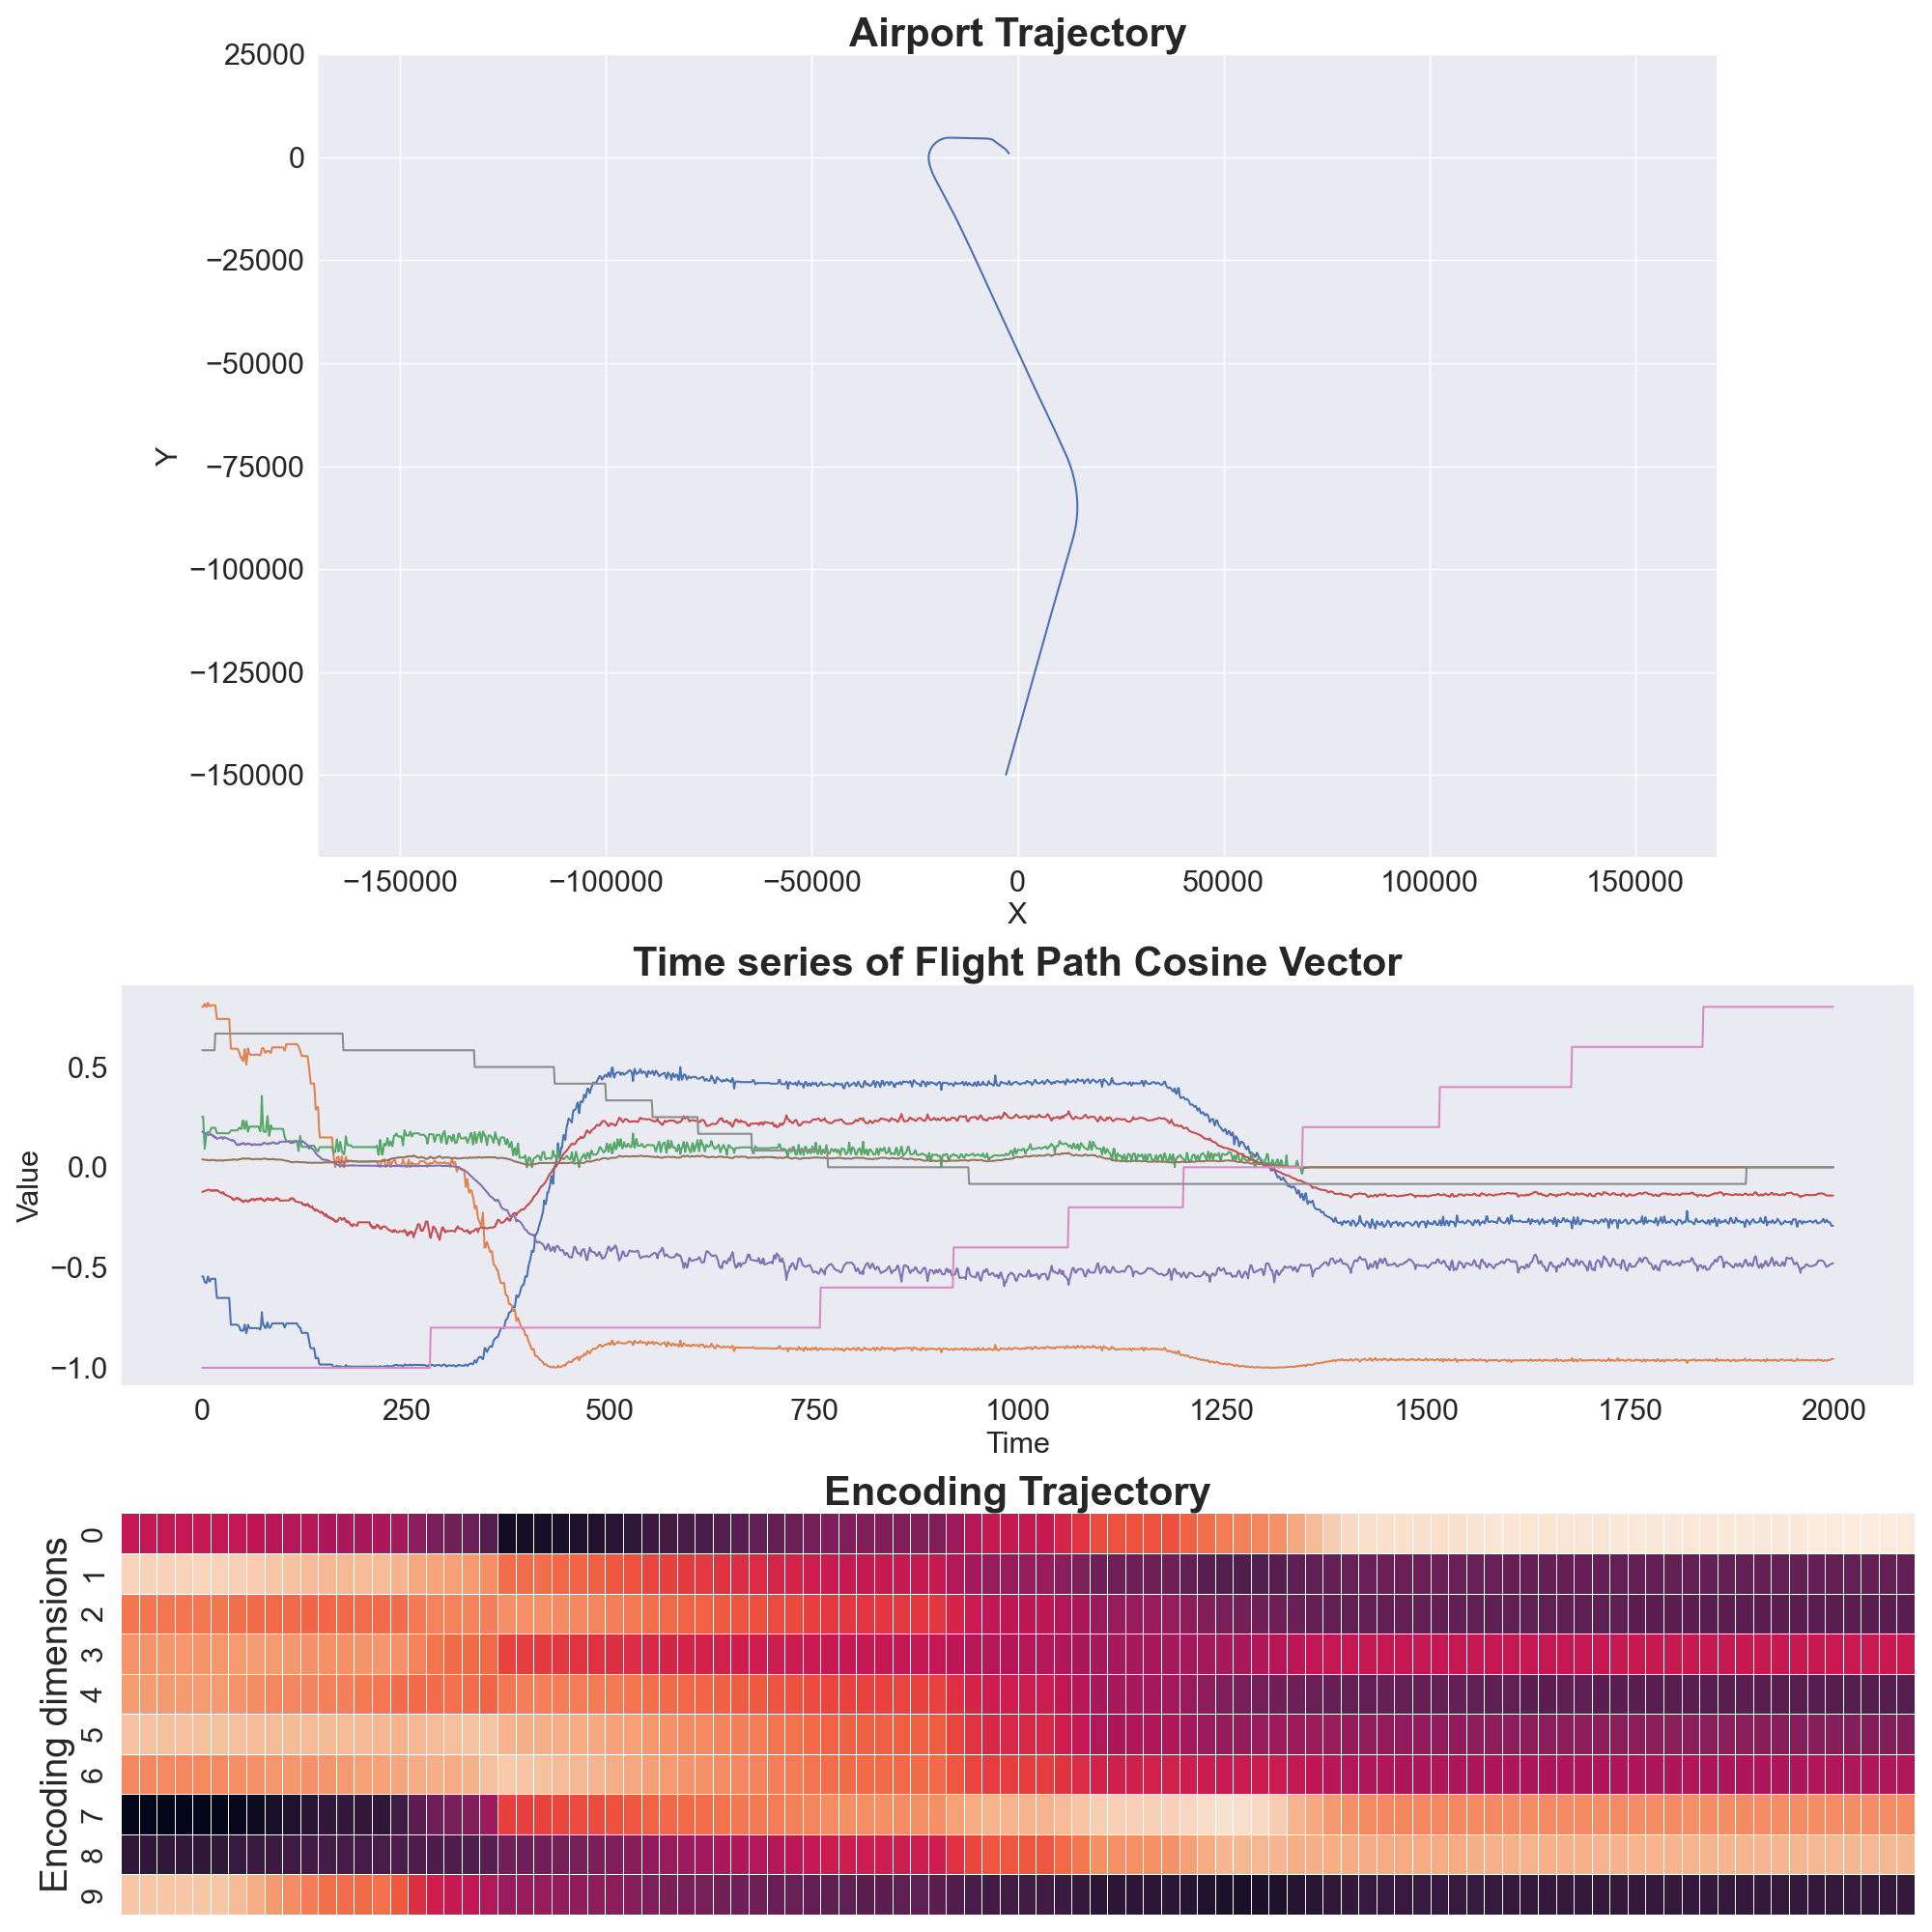 Airport Trajectory
25000
0
−25000
−50000
−75000
−100000
−125000
−150000
Y
−150000 −100000 −50000 0 50000 100000 150000
X
Time series of Flight Path Cosine Vector
0.5
0.0
−0.5
−1.0
Value
0 250 500 750 1000 1250 1500 1750 2000
Time
Encoding Trajectory
0
1
2
3
4
5
6
7
8
9
Encoding dimensions